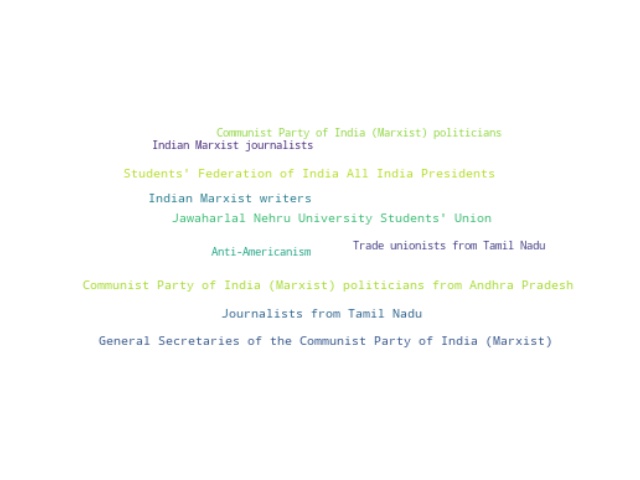 Communist Party of India (Marxist) politicians
Indian Marxist journalists
Students' Federation of India All India Presidents
Indian Marxist writers
Jawaharlal Nehru University Students' Union
Trade unionists from Tamil Nadu
Anti-Americanism
Communist Party of India (Marxist) politicians from Andhra Pradesh
Journalists from Tamil Nadu
General Secretaries of the Communist Party of India (Marxist)